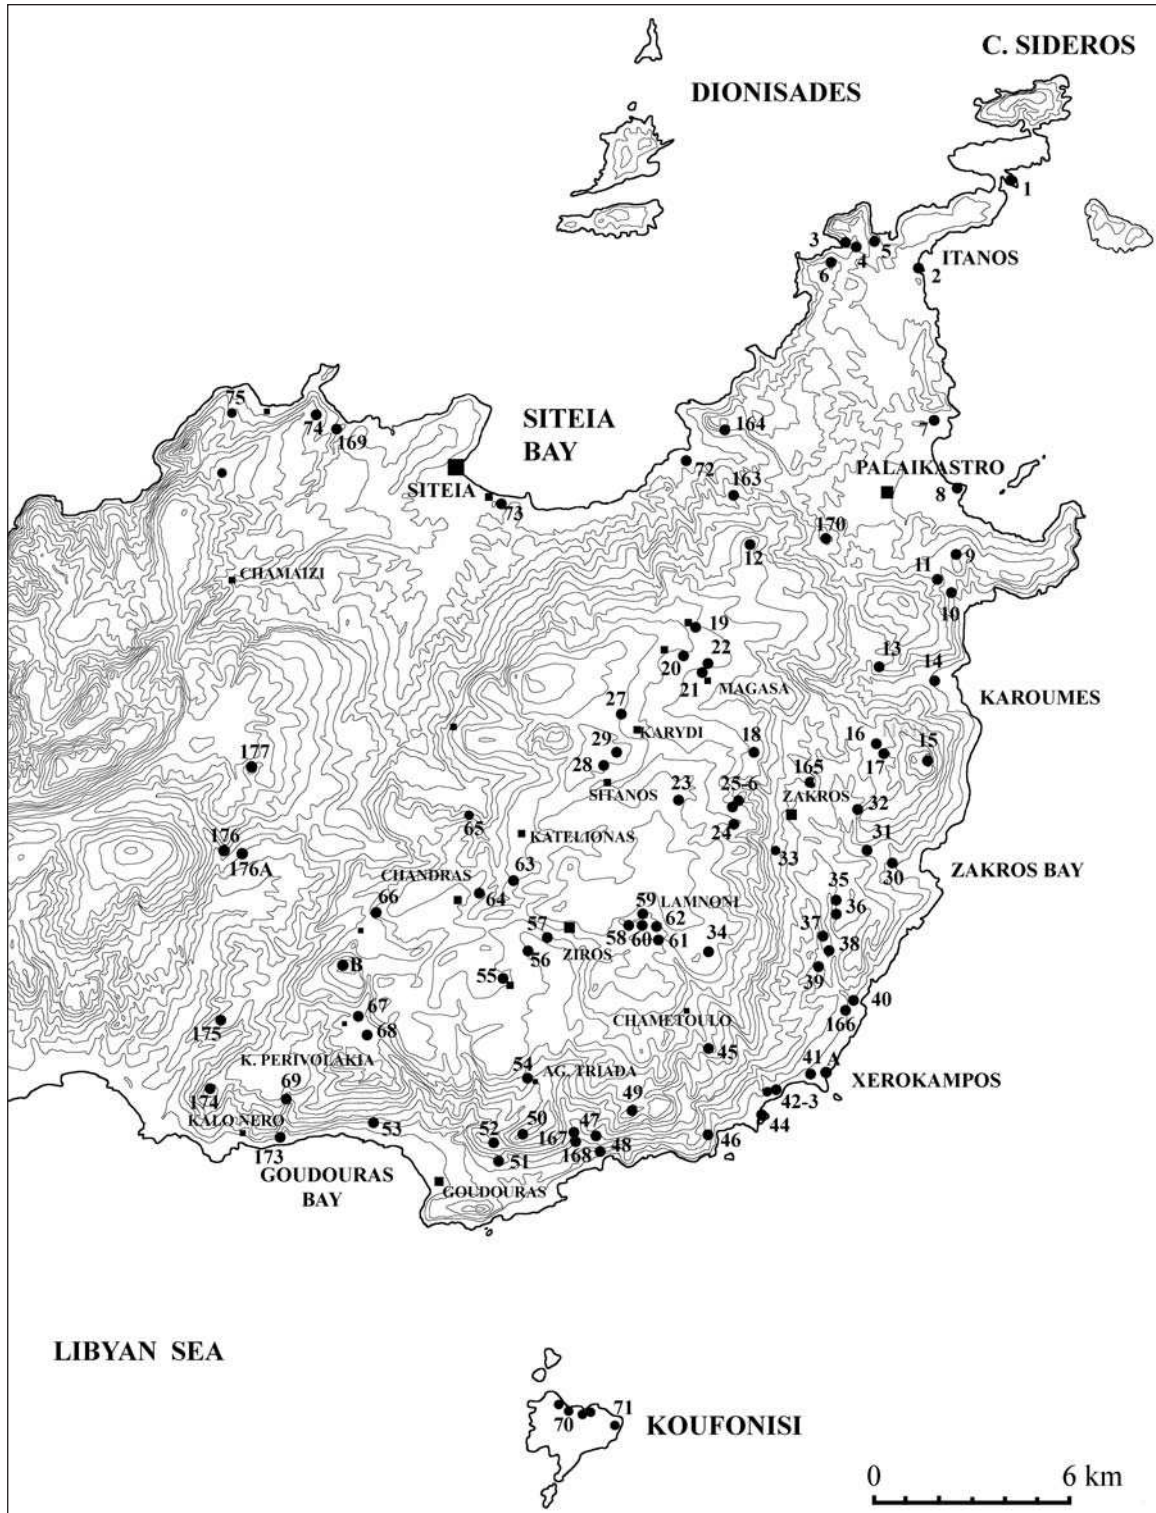 C. SIDEROS
DIONISADES
1
3
4
5
6
2
ITANOS
75
74
169
SITEIA
BAY
164
7
72
PALAIKASTRO
163
SITEIA
73
8
170
12
9
11
10
CHAMAIZI
19
20
22
21
MAGASA
13
14
KAROUMES
27
KARYDI
29
28
SITANOS
18
16
17
15
177
165
23
25-6
ZAKROS
32
24
65
KATELIONAS
33
31
30
ZAKROS BAY
176
176A
CHANDRAS
63
64
66
59
LAMNONI
58
60
62
61
57
ZIROS
56
34
35
36
37
38
39
B
55
40
166
67
68
CHAMETOULO
175
K. PERIVOLAKIA
45
54
AG. TRIADA
41
A
XEROKAMPOS
42-3
44
174
69
49
KALO NERO
53
50
47
52
167
168
48
46
173
51
GOUDOURAS
BAY
GOUDOURAS
LIBYAN SEA
70
71
KOUFONISI
0
6 km